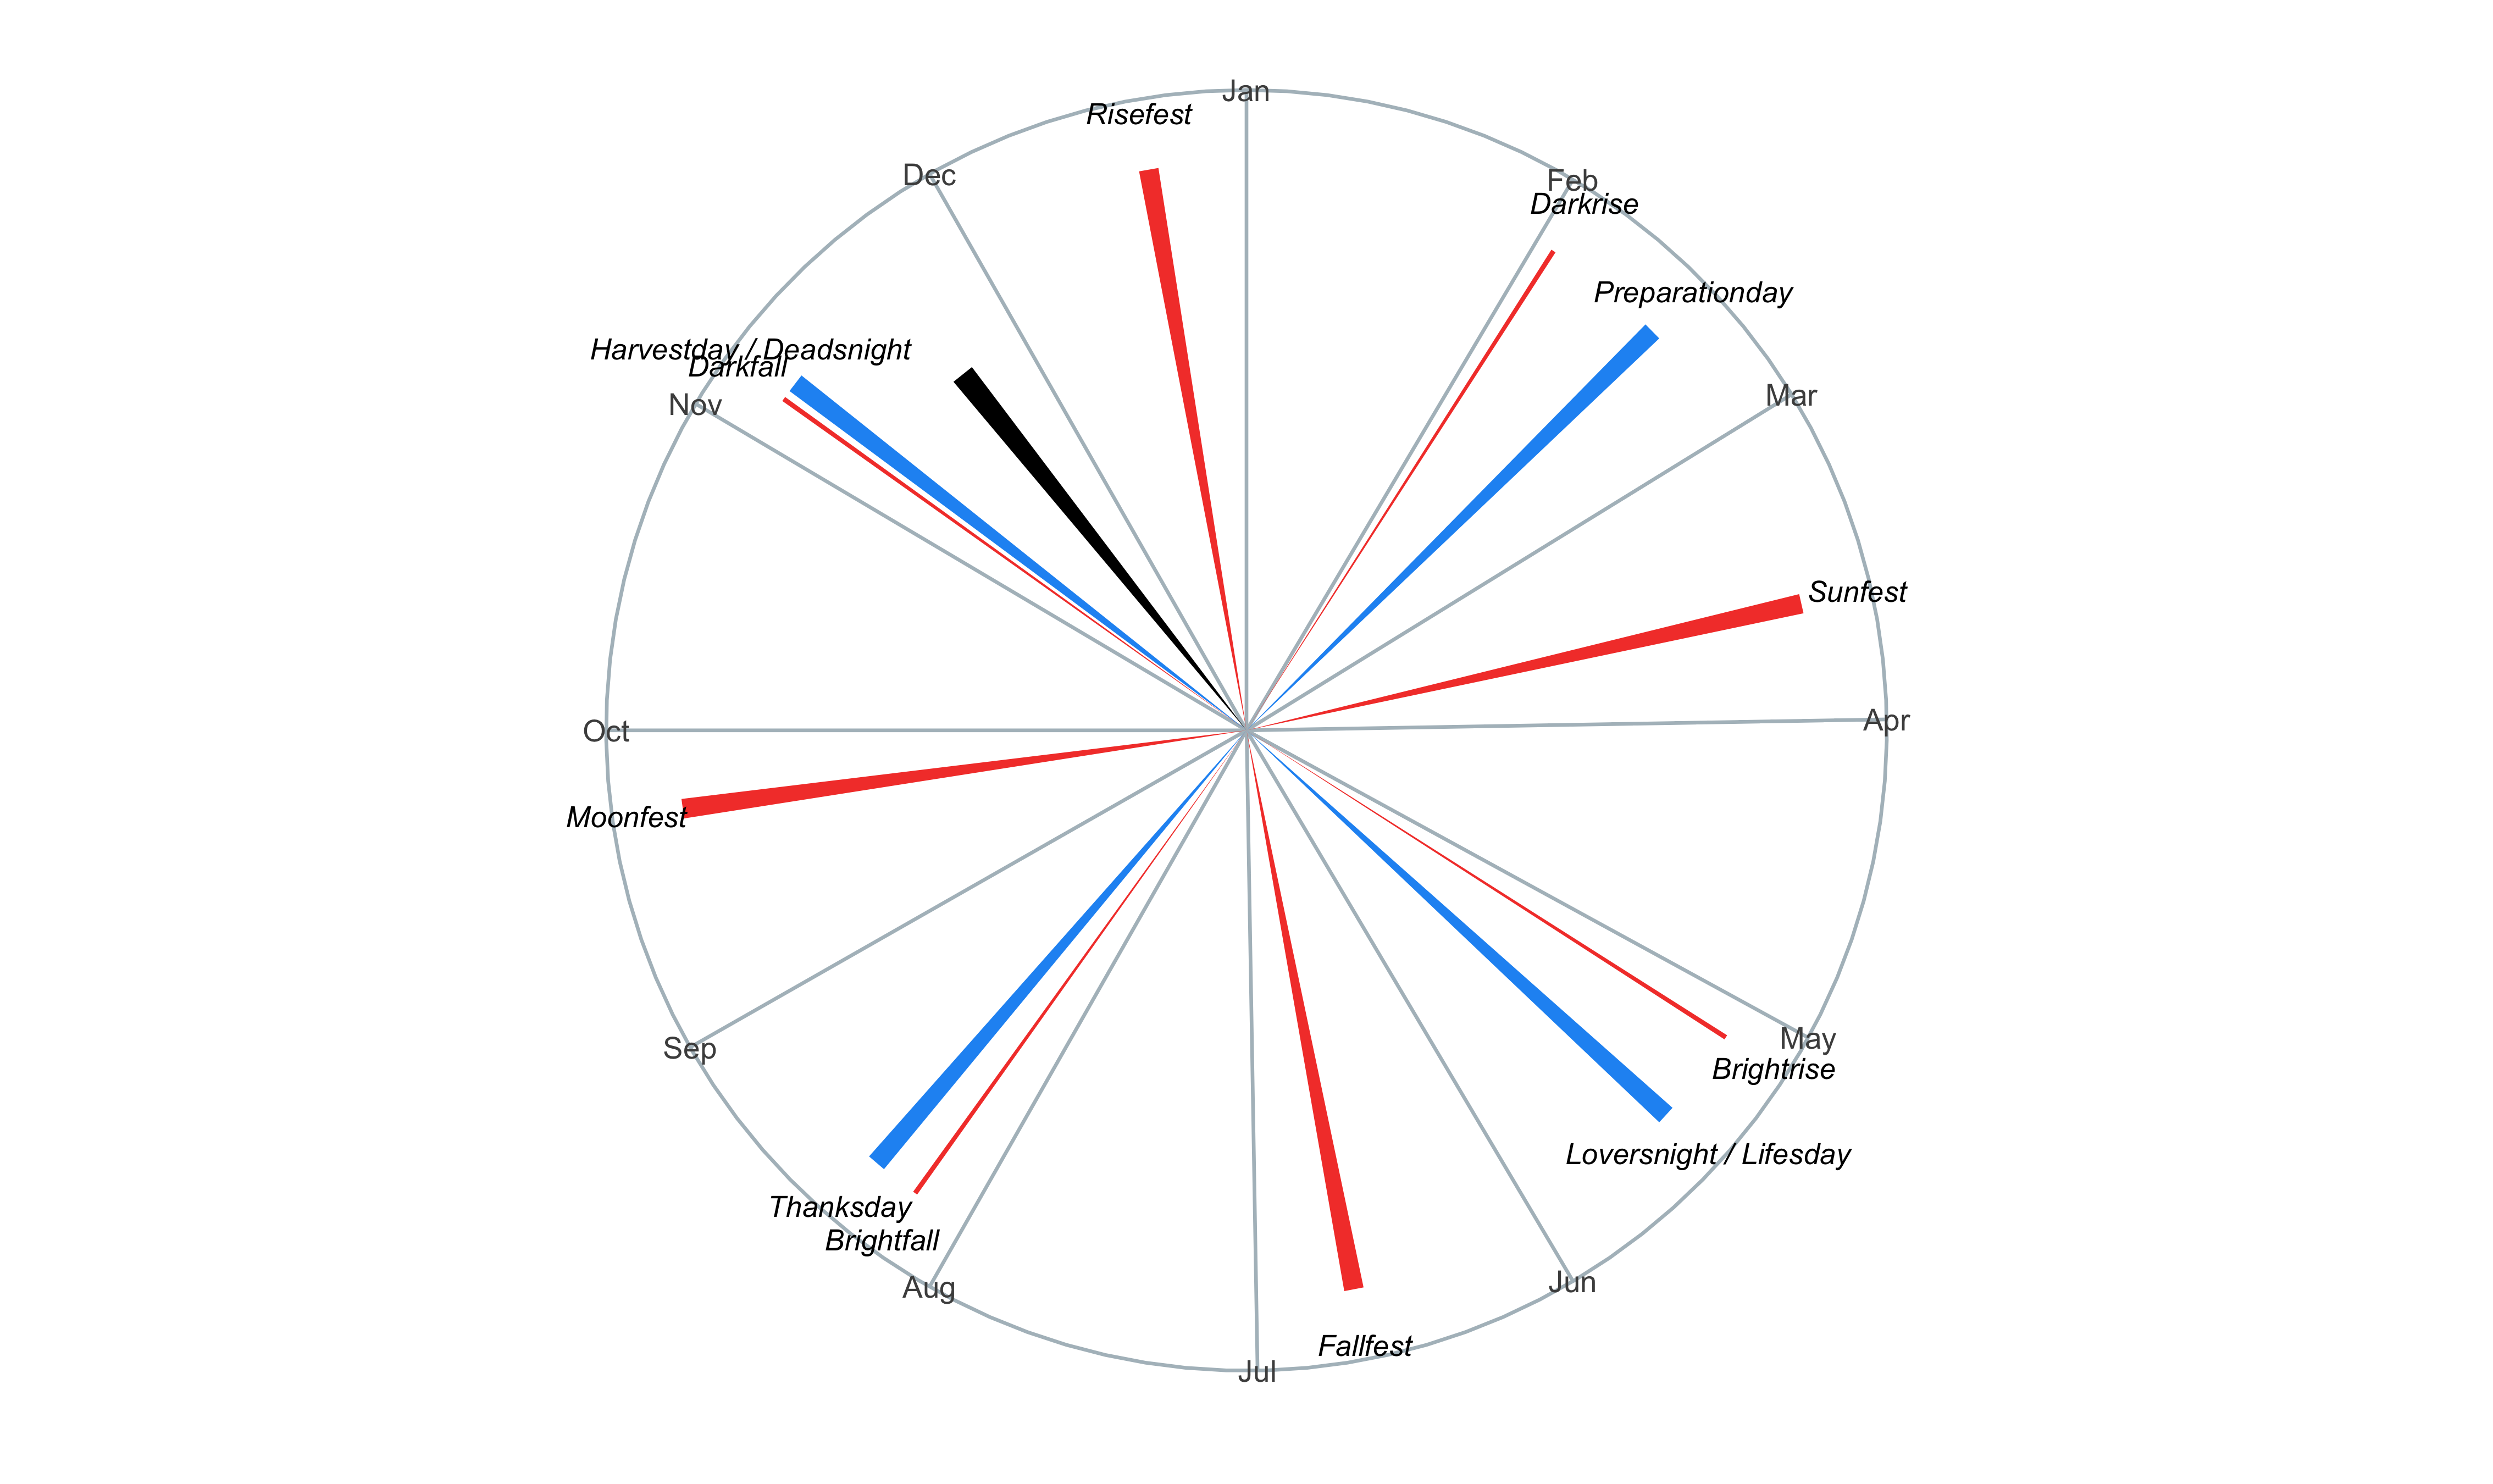 Jan
Risefest
Dec
Feb
Darkrise
Preparationday
Harvestday / Deadsnight
Darkfall
Nov
Mar
Sunfest
Oct
Apr
Moonfest
Sep
May
Brightrise
Loversnight / Lifesday
Thanksday
Brightfall
Aug
Jun
Fallfest
Jul